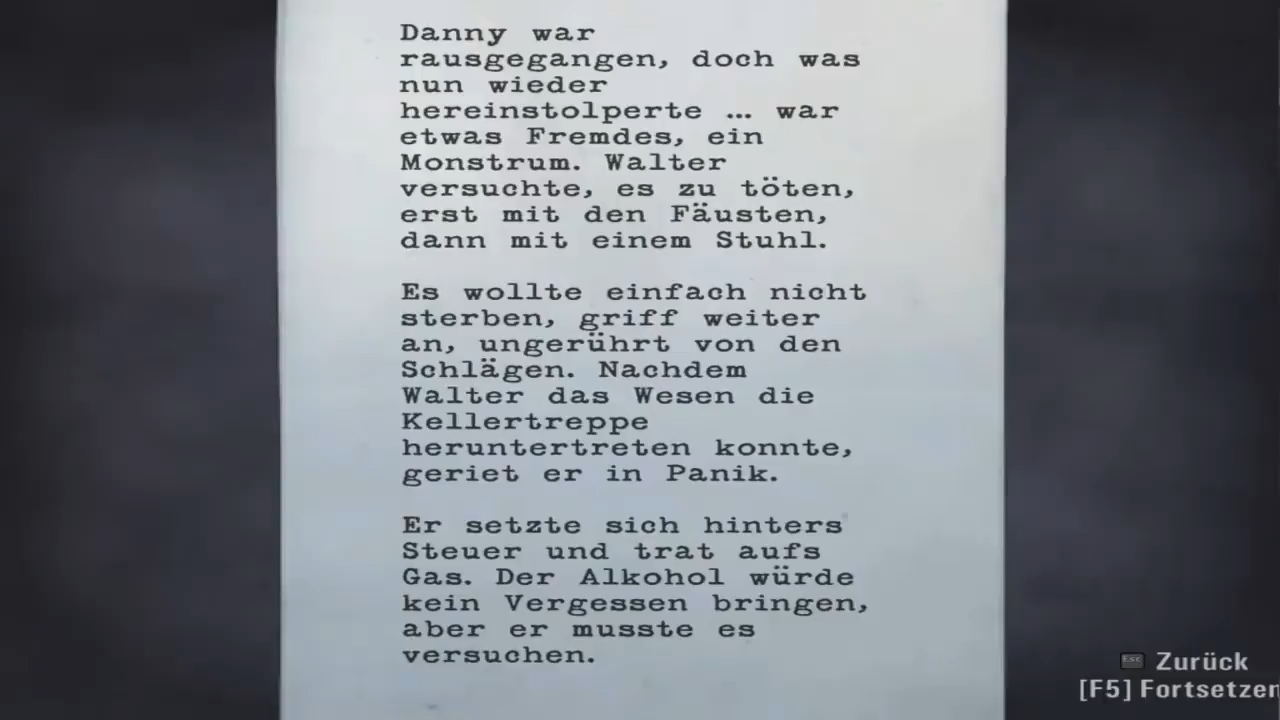 Danny war
rausgegangen, doch was
nun wieder
hereinstolperte … war
etwas Fremdes, ein
Monstrum. Walter
versuchte, es zu töten,
erst mit den Fäusten,
dann mit einem Stuhl.
Es wollte einfach nicht
sterben, griff weiter
an, ungerührt von den
Schlägen. Nachdem
Walter das Wesen die
Kellertreppe
heruntertreten konnte,
geriet er in Panik.
Er setzte sich hinters
Steuer und trat aufs
Gas. Der Alkohol würde
kein Vergessen bringen,
aber er musste es
versuchen.
Esc Zurück
[F5] Fortsetzen